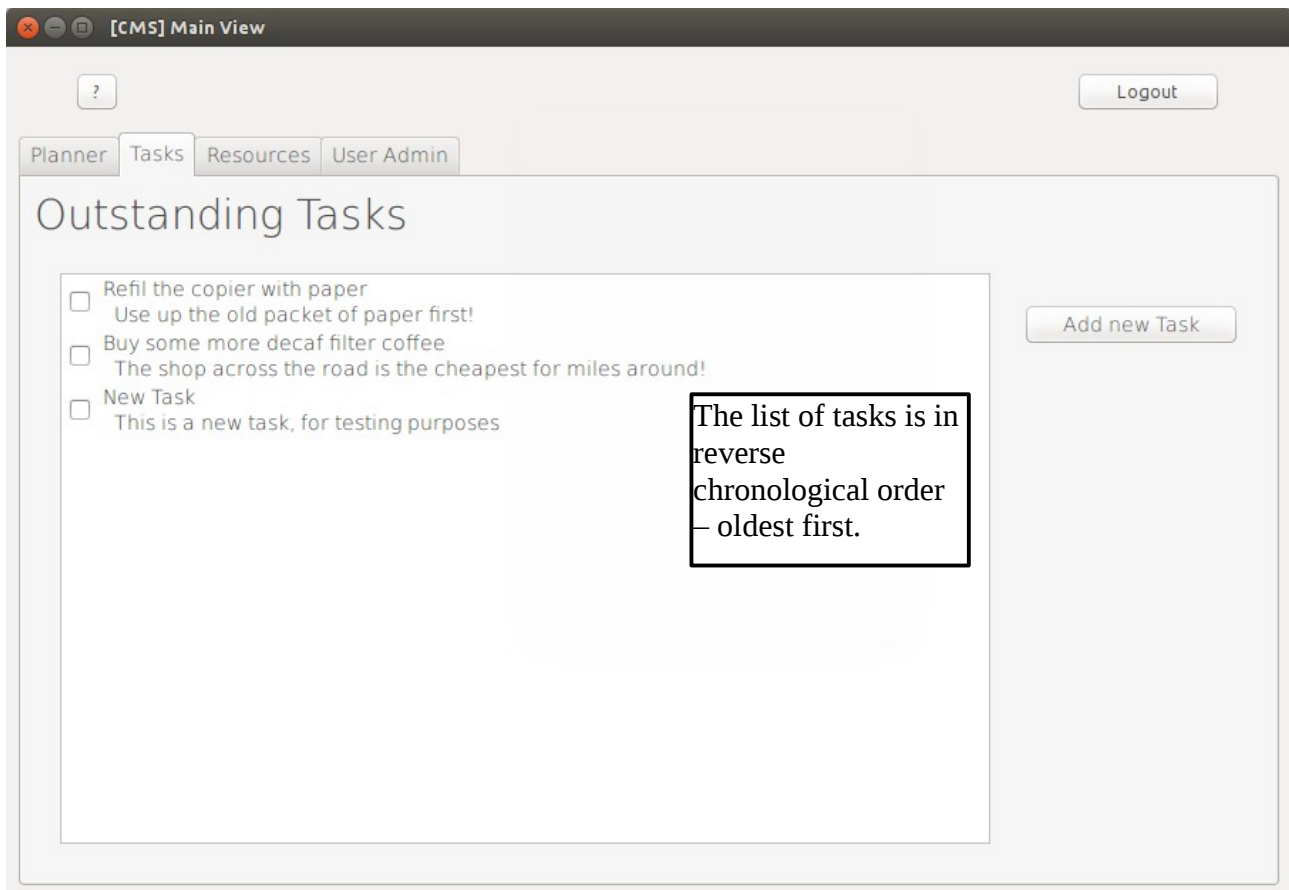 [CMS] Main View
?
Logout
Planner Tasks Resources User Admin
Outstanding Tasks
Refil the copier with paper
Use up the old packet of paper first!
Add new Task
Buy some more decaf filter coffee
The shop across the road is the cheapest for miles around!
New Task
This is a new task, for testing purposes
The list of tasks is in
reverse
chronological order
– oldest first.